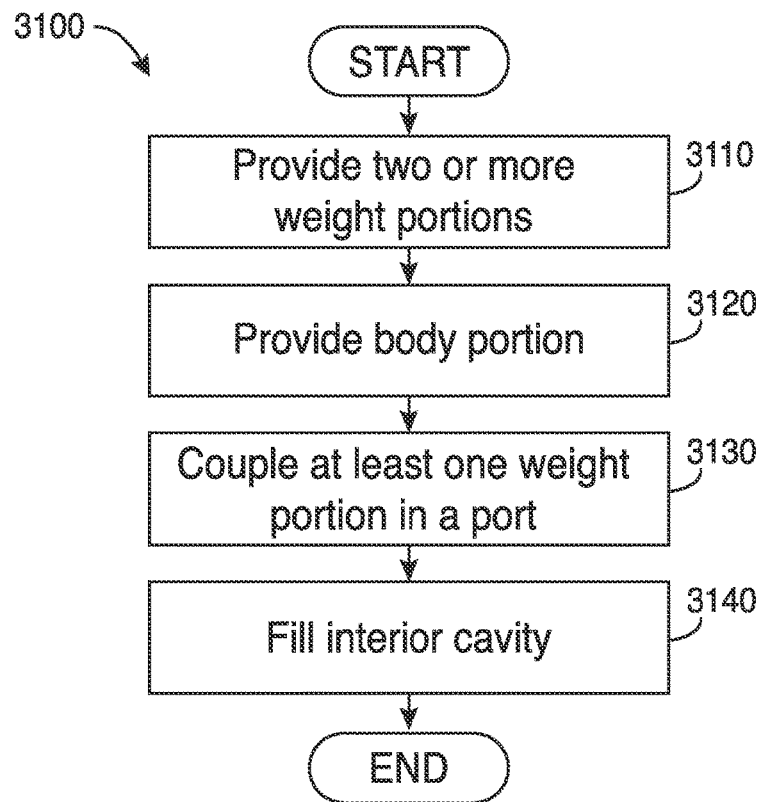 3100
START
Provide two or more
weight portions
3110
Provide body portion
3120
Couple at least one weight
portion in a port
3130
Fill interior cavity
3140
END